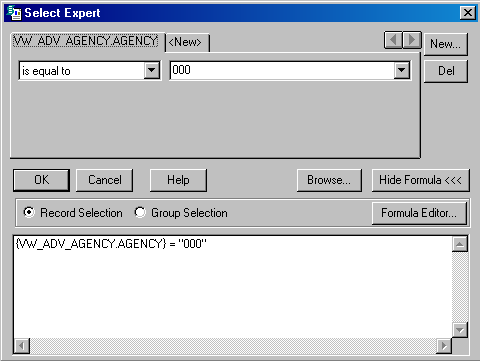 Select Expert
VW_ADV_AGENCY.AGENCY <New>
New...
is equal to 000
Del
OK Cancel Help Browse... Hide Formula <<<
Record Selection Group Selection Formula Editor...
{VW_ADV_AGENCY.AGENCY} = "000"